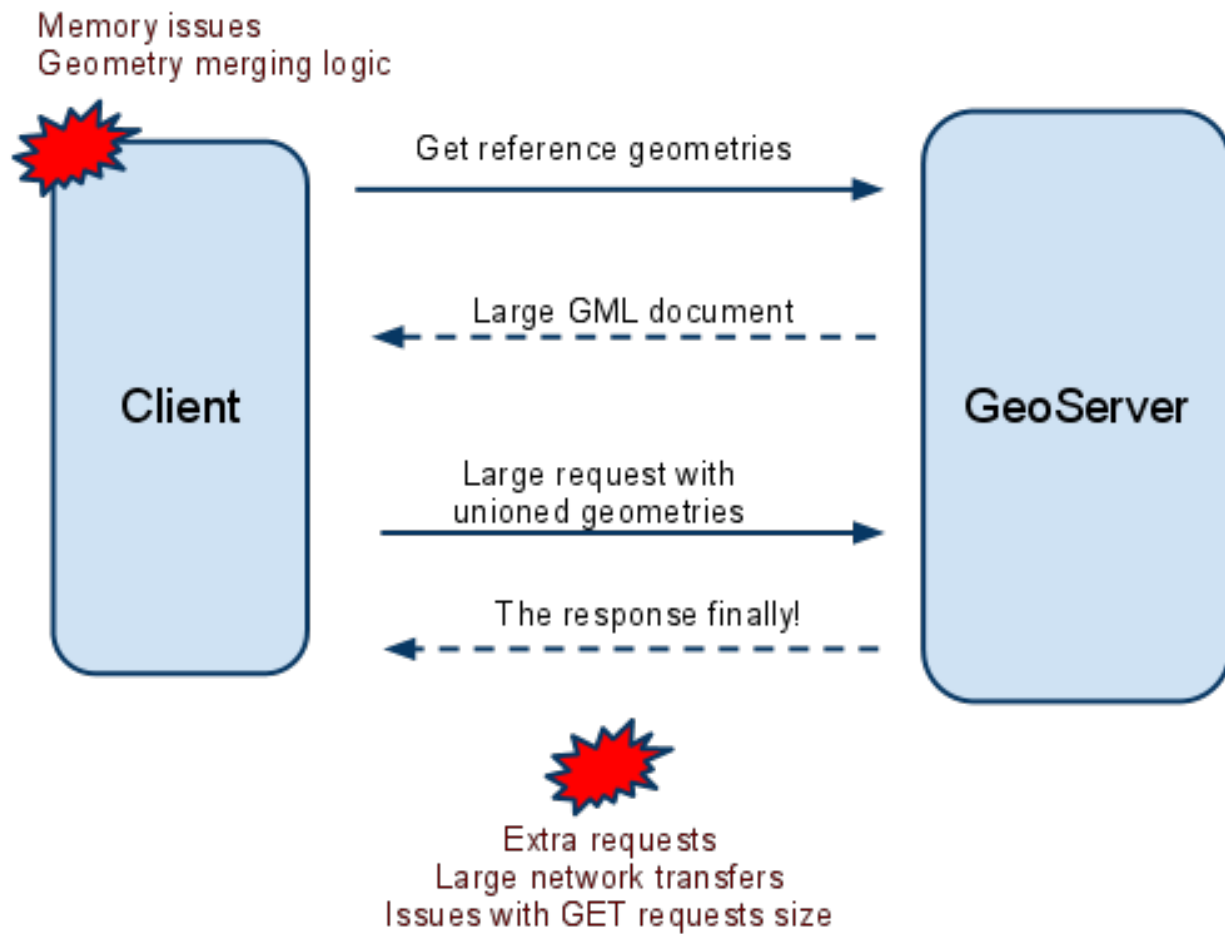 Memory issues
Geometry merging logic
Get reference geometries
Large GML document
Client
GeoServer
Large request with
unioned geometries
The response finally!
Extra requests
Large network transfers
Issues with GET requests size